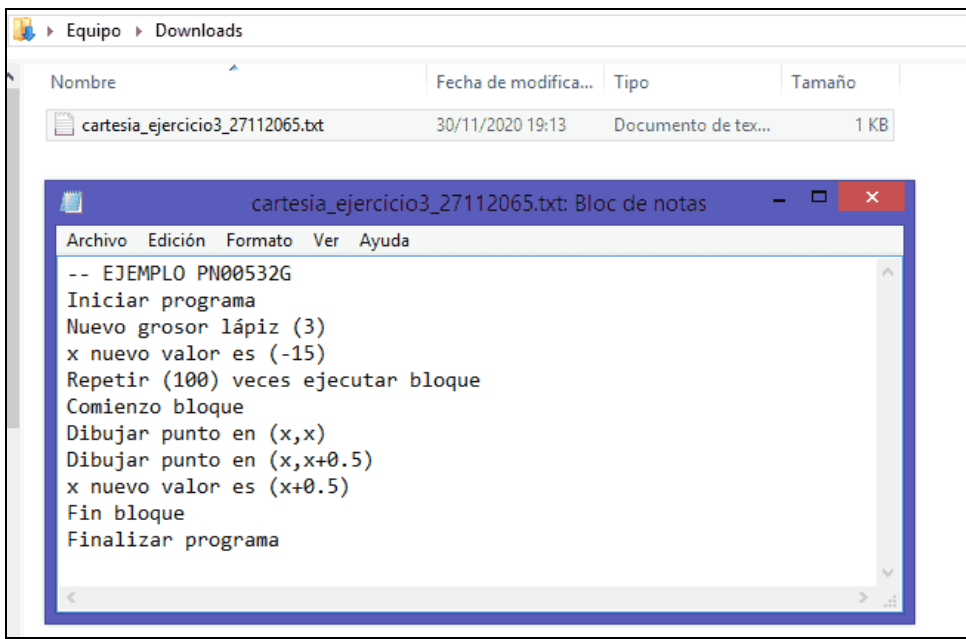 Equipo Downloads
Nombre Fecha de modifica... Tipo Tamaño
cartesia_ejercicio3_27112065.txt 30/11/2020 19:13 Documento de tex... 1 KB
cartesia_ejercicio3_27112065.txt: Bloc de notas
Archivo Edición Formato Ver Ayuda
-- EJEMPLO PN00532G
Iniciar programa
Nuevo grosor lápiz (3)
x nuevo valor es (-15)
Repetir (100) veces ejecutar bloque
Comienzo bloque
Dibujar punto en (x,x)
Dibujar punto en (x,x+0.5)
x nuevo valor es (x+0.5)
Fin bloque
Finalizar programa